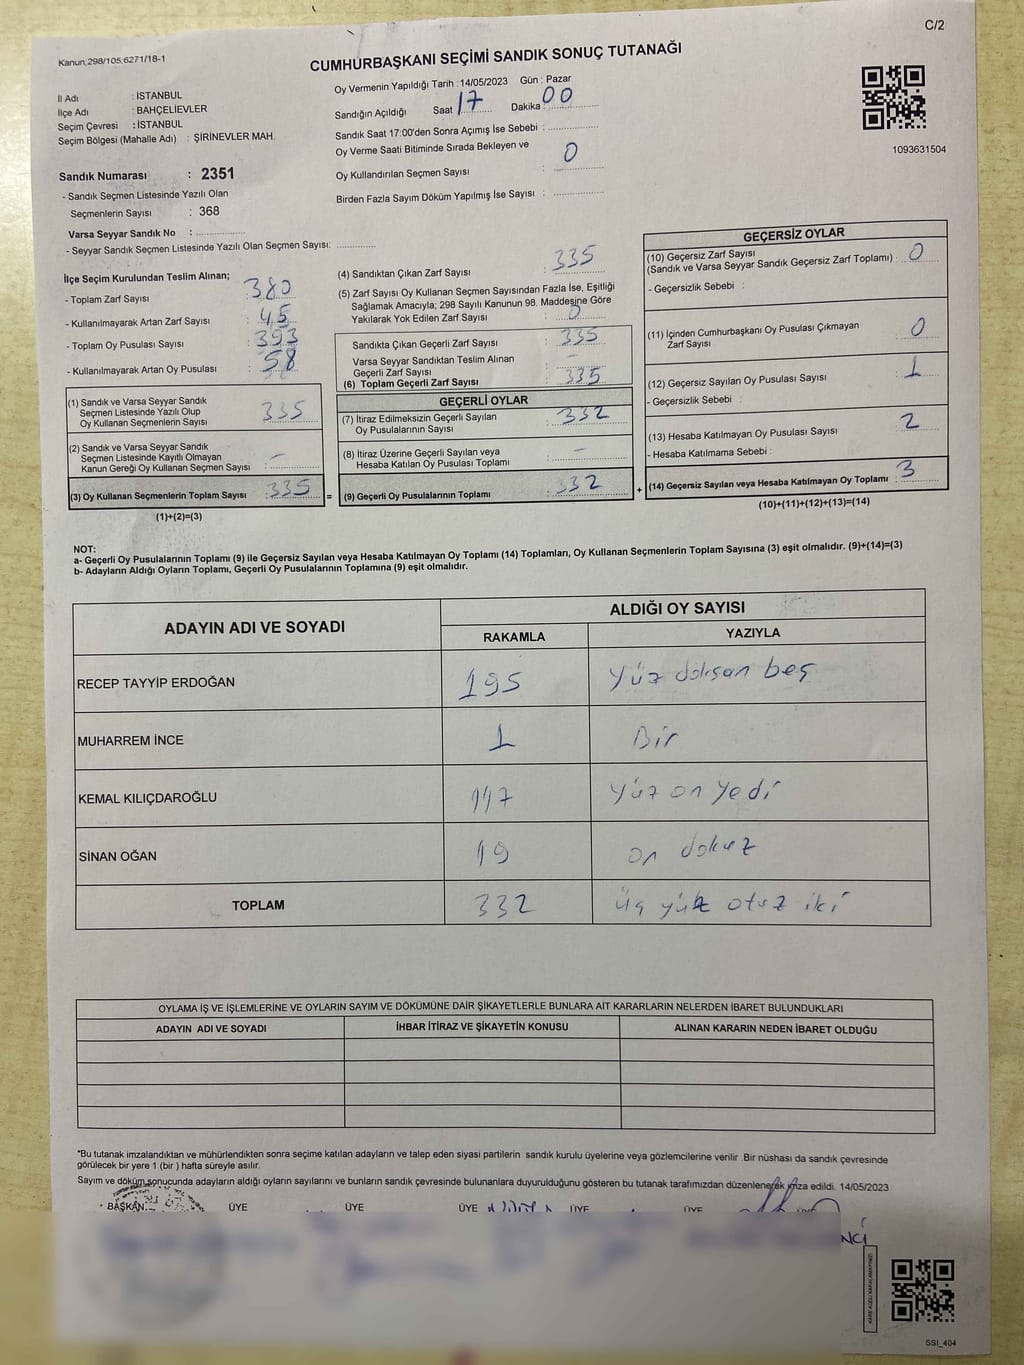 C/2
Kanun;298/105;6271/18-1
CUMHURBAŞKANI SEÇİMİ SANDIK SONUÇ TUTANAĞI
İl Adı : İSTANBUL
İlçe Adı : BAHÇELİEVLER
Seçim Çevresi : İSTANBUL
Seçim Bölgesi (Mahalle Adı) : ŞİRİNEVLER MAH.
Sandık Numarası : 2351
- Sandık Seçmen Listesinde Yazılı Olan
Seçmenlerin Sayısı : 368
Varsa Seyyar Sandık No :
- Seyyar Sandık Seçmen Listesinde Yazılı Olan Seçmen Sayısı:
Oy Vermenin Yapıldığı Tarih :14/05/2023 Gün : Pazar
Sandığın Açıldığı Saat 17 Dakika 00
Sandık Saat 17:00'den Sonra Açımış İse Sebebi :
Oy Verme Saati Bitiminde Sırada Bekleyen ve
Oy Kullandırılan Seçmen Sayısı 0
Birden Fazla Sayım Döküm Yapılmış İse Sayısı :
1093631504
İlçe Seçim Kurulundan Teslim Alınan;
- Toplam Zarf Sayısı : 380
- Kullanılmayarak Artan Zarf Sayısı : 45
- Toplam Oy Pusulası Sayısı : 393
- Kullanılmayarak Artan Oy Pusulası : 58
(1) Sandık ve Varsa Seyyar Sandık
Seçmen Listesinde Yazılı Olup
Oy Kullanan Seçmenlerin Sayısı : 335
(2) Sandık ve Varsa Seyyar Sandık
Seçmen Listesinde Kayıtlı Olmayan
Kanun Gereği Oy Kullanan Seçmen Sayısı : -
(3) Oy Kullanan Seçmenlerin Toplam Sayısı : 335
(1)+(2)=(3)
=
(4) Sandıktan Çıkan Zarf Sayısı : 335
(5) Zarf Sayısı Oy Kullanan Seçmen Sayısından Fazla İse, Eşitliği
Sağlamak Amacıyla; 298 Sayılı Kanunun 98. Maddesine Göre
Yakılarak Yok Edilen Zarf Sayısı : 0
Sandıkta Çıkan Geçerli Zarf Sayısı : 335
Varsa Seyyar Sandıktan Teslim Alınan
Geçerli Zarf Sayısı : -
(6) Toplam Geçerli Zarf Sayısı : 335
GEÇERLİ OYLAR
(7) İtiraz Edilmeksizin Geçerli Sayılan
Oy Pusulalarının Sayısı : 332
(8) İtiraz Üzerine Geçerli Sayılan veya
Hesaba Katılan Oy Pusulası Toplamı : -
(9) Geçerli Oy Pusulalarının Toplamı : 332
+
GEÇERSİZ OYLAR
(10) Geçersiz Zarf Sayısı
(Sandık ve Varsa Seyyar Sandık Geçersiz Zarf Toplamı) : 0
- Geçersizlik Sebebi :
(11) İçinden Cumhurbaşkanı Oy Pusulası Çıkmayan
Zarf Sayısı : 0
(12) Geçersiz Sayılan Oy Pusulası Sayısı : 1
- Geçersizlik Sebebi :
(13) Hesaba Katılmayan Oy Pusulası Sayısı : 2
- Hesaba Katılmama Sebebi :
(14) Geçersiz Sayılan veya Hesaba Katılmayan Oy Toplamı : 3
(10)+(11)+(12)+(13)=(14)
NOT:
a- Geçerli Oy Pusulalarının Toplamı (9) ile Geçersiz Sayılan veya Hesaba Katılmayan Oy Toplamı (14) Toplamları, Oy Kullanan Seçmenlerin Toplam Sayısına (3) eşit olmalıdır. (9)+(14)=(3)
b- Adayların Aldığı Oyların Toplamı, Geçerli Oy Pusulalarının Toplamına (9) eşit olmalıdır.
ADAYIN ADI VE SOYADI
ALDIĞI OY SAYISI
RAKAMLA YAZIYLA
RECEP TAYYİP ERDOĞAN 195 Yüz doksan beş
MUHARREM İNCE 1 Bir
KEMAL KILIÇDAROĞLU 117 Yüz on yedi
SİNAN OĞAN 19 on dokuz
TOPLAM 332 üç yüz otuz iki
OYLAMA İŞ VE İŞLEMLERİNE VE OYLARIN SAYIM VE DÖKÜMÜNE DAİR ŞİKAYETLERLE BUNLARA AİT KARARLARIN NELERDEN İBARET BULUNDUKLARI
ADAYIN ADI VE SOYADI İHBAR İTİRAZ VE ŞİKAYETİN KONUSU ALINAN KARARIN NEDEN İBARET OLDUĞU
*Bu tutanak imzalandıktan ve mühürlendikten sonra seçime katılan adayların ve talep eden siyasi partilerin sandık kurulu üyelerine veya gözlemcilerine verilir .Bir nüshası da sandık çevresinde
görülecek bir yere 1 (bir ) hafta süreyle asılır.
Sayım ve döküm sonucunda adayların aldığı oyların sayılarını ve bunların sandık çevresinde bulunanlara duyurulduğunu gösteren bu tutanak tarafımızdan düzenlenerek imza edildi. 14/05/2023
BAŞKAN ÜYE ÜYE ÜYE ÜYE ÜYE ÜYE
NCİ
SSI_404